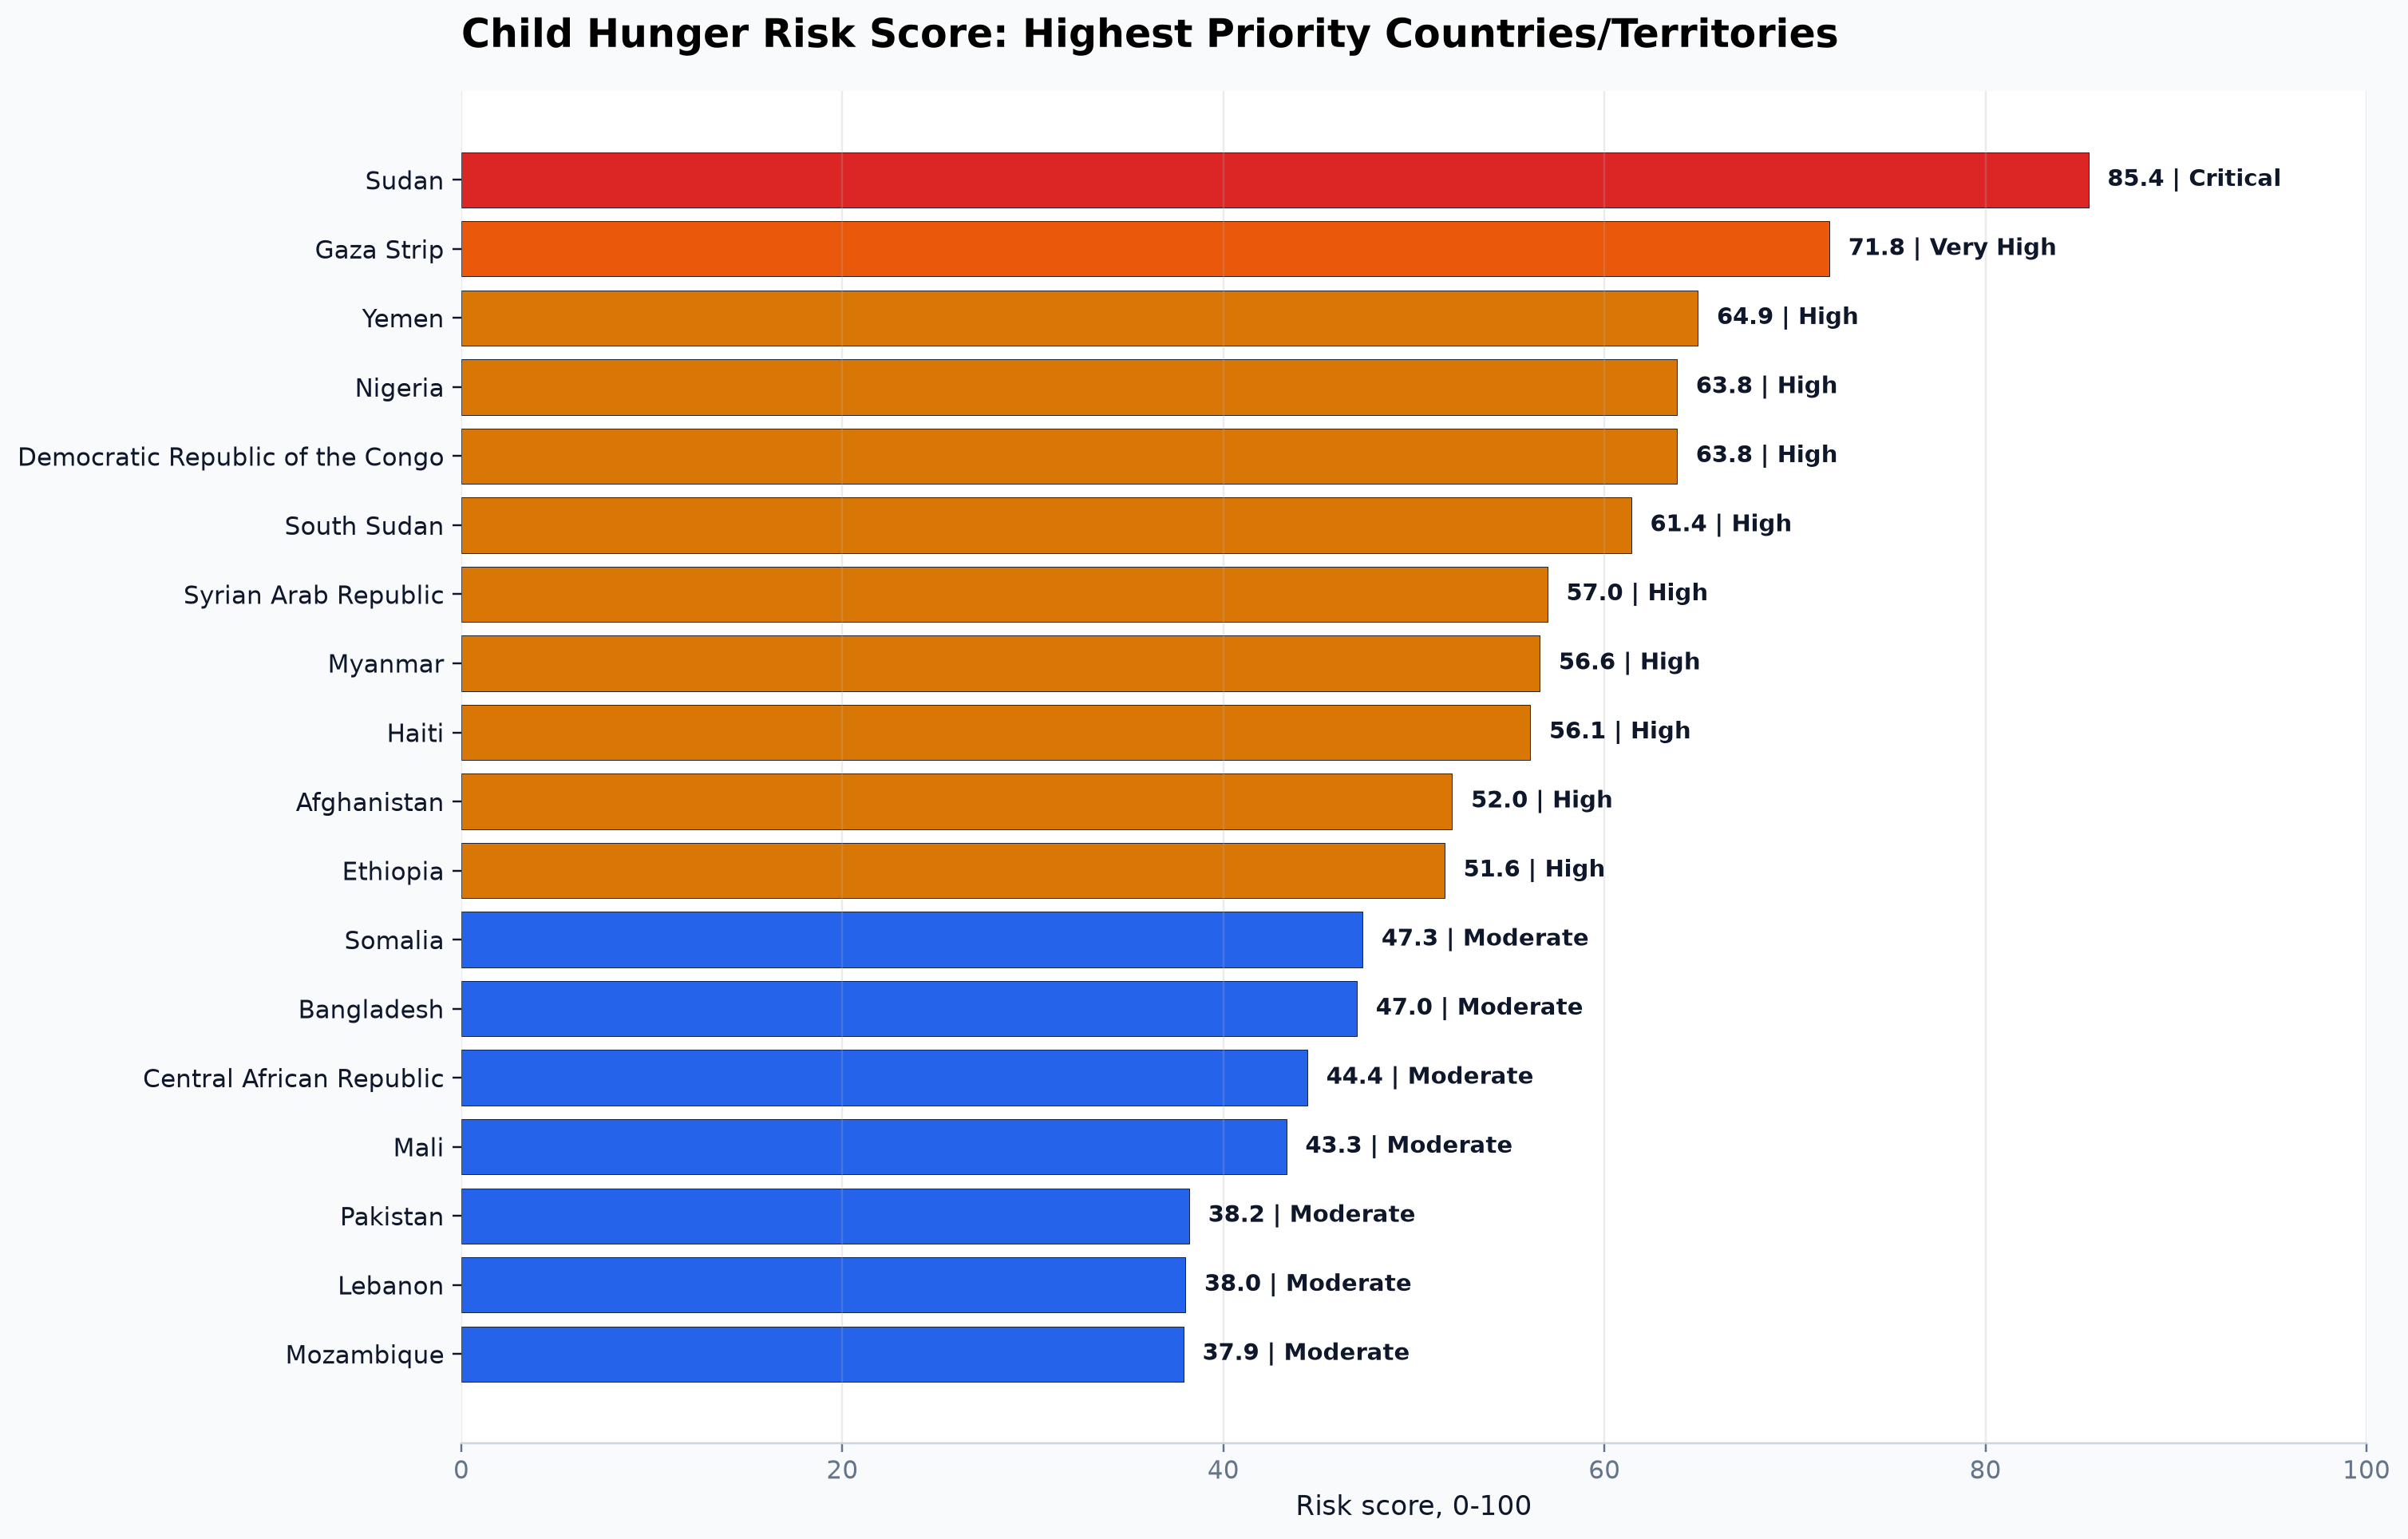 Child Hunger Risk Score: Highest Priority Countries/Territories
Sudan 85.4 | Critical
Gaza Strip 71.8 | Very High
Yemen 64.9 | High
Nigeria 63.8 | High
Democratic Republic of the Congo 63.8 | High
South Sudan 61.4 | High
Syrian Arab Republic 57.0 | High
Myanmar 56.6 | High
Haiti 56.1 | High
Afghanistan 52.0 | High
Ethiopia 51.6 | High
Somalia 47.3 | Moderate
Bangladesh 47.0 | Moderate
Central African Republic 44.4 | Moderate
Mali 43.3 | Moderate
Pakistan 38.2 | Moderate
Lebanon 38.0 | Moderate
Mozambique 37.9 | Moderate
0 20 40 60 80 100
Risk score, 0-100